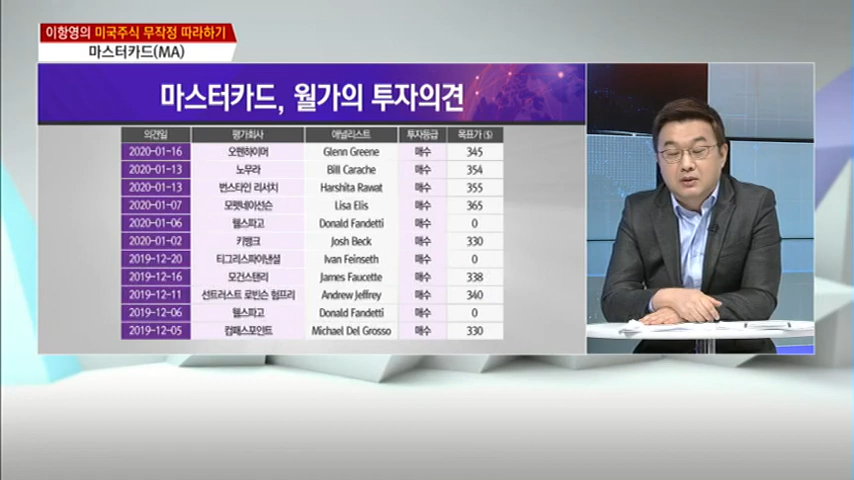 이항영의 미국주식 무작정 따라하기
마스터카드(MA)
마스터카드, 월가의 투자의견
의견일 평가회사 애널리스트 투자등급 목표가($)
2020-01-16 오펜하이머 Glenn Greene 매수 345
2020-01-13 노무라 Bill Carache 매수 354
2020-01-13 번스타인 리서치 Harshita Rawat 매수 355
2020-01-07 모펫네이선슨 Lisa Elis 매수 365
2020-01-06 웰스파고 Donald Fandetti 매수 0
2020-01-02 키뱅크 Josh Beck 매수 330
2019-12-20 티그리스파이낸셜 Ivan Feinseth 매수 0
2019-12-16 모건스탠리 James Faucette 매수 338
2019-12-11 선트러스트 로빈슨 험프리 Andrew Jeffrey 매수 340
2019-12-06 웰스파고 Donald Fandetti 매수 0
2019-12-05 컴패스포인트 Michael Del Grosso 매수 330